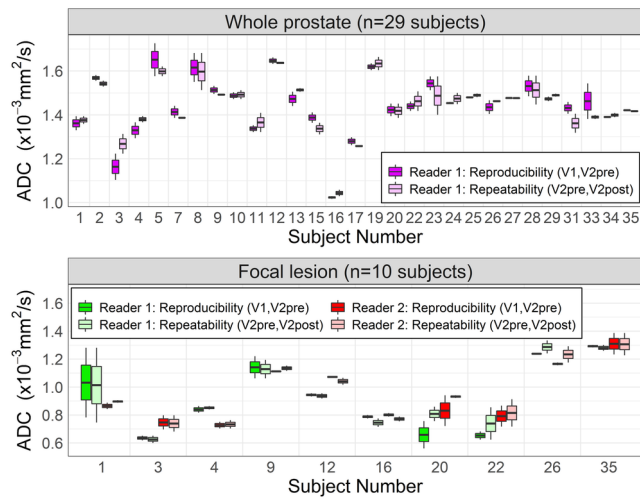 Whole prostate (n=29 subjects)
ADC (x10⁻³mm²/s)
1.6
1.4
1.2
1.0
Reader 1: Reproducibility (V1,V2pre)
Reader 1: Repeatability (V2pre,V2post)
1 2 3 4 5 7 8 9 10 11 12 13 15 16 17 19 20 22 23 24 25 26 27 28 29 31 33 34 35
Subject Number
Focal lesion (n=10 subjects)
ADC (x10⁻³mm²/s)
1.6
1.4
1.2
1.0
0.8
0.6
Reader 1: Reproducibility (V1,V2pre) Reader 2: Reproducibility (V1,V2pre)
Reader 1: Repeatability (V2pre,V2post) Reader 2: Repeatability (V2pre,V2post)
1 3 4 9 12 16 20 22 26 35
Subject Number